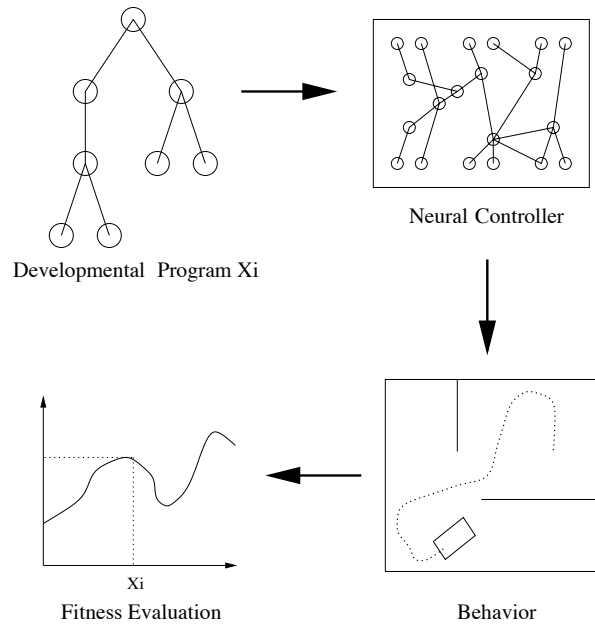 Developmental Program Xi
Neural Controller
Xi
Fitness Evaluation
Behavior